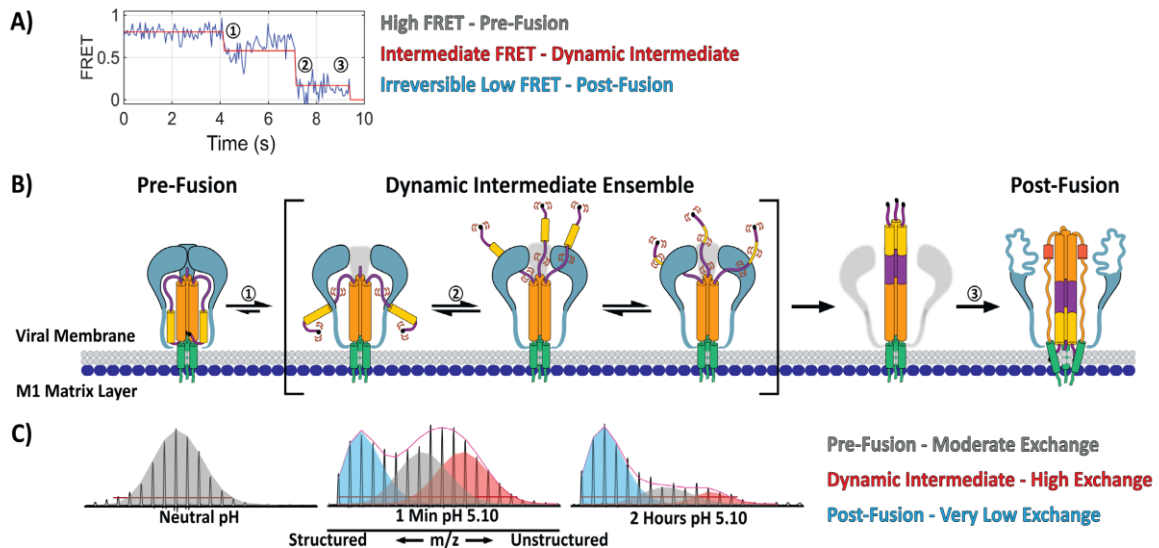 A)
1
0.5
0
FRET
①
②
③
0
2
4
6
8
10
Time (s)
High FRET - Pre-Fusion
Intermediate FRET - Dynamic Intermediate
Irreversible Low FRET - Post-Fusion
B)
Pre-Fusion
Dynamic Intermediate Ensemble
Post-Fusion
①
②
③
Viral Membrane
M1 Matrix Layer
C)
Neutral pH
1 Min pH 5.10
2 Hours pH 5.10
Structured
m/z
Unstructured
Pre-Fusion - Moderate Exchange
Dynamic Intermediate - High Exchange
Post-Fusion - Very Low Exchange